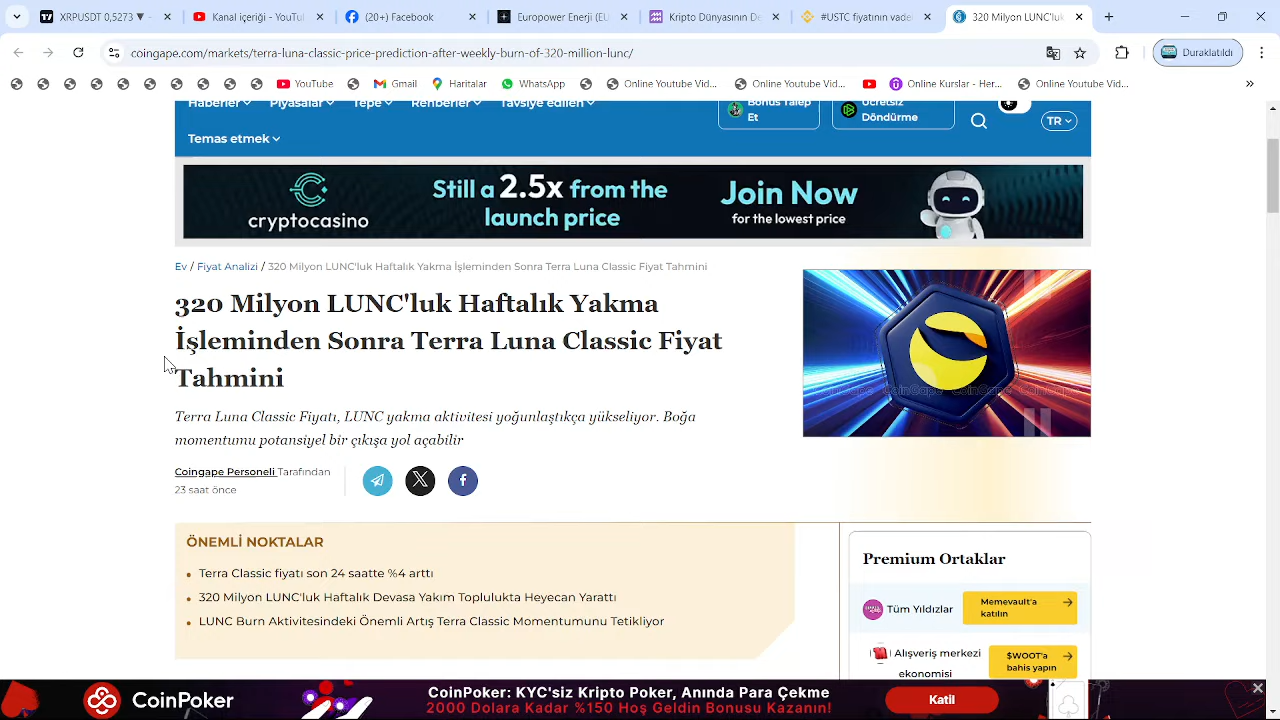 XRPUSDT 0,5723 ▼
Kanal içeriği - YouTube S
(20+) Facebook
Europower Enerji (EU
Kripto Dünyasının N
#USTC fiyatının vade
320 Milyon LUNC'luk
coingape.com/markets/terra-luna-classic-price-prediction-after-weekly-burn-of-320-million-lunc/
Duraklatıldı
YouTube
Gmail
Haritalar
WhatsApp
Online Youtube Vid...
Online Youtube Vid...
Online Kurslar - Her...
Online Youtube Vid...
Haberler
Piyasalar
Tepe
Rehberler
Tavsiye edilen
Temas etmek
Bonus Talep
Et
Ücretsiz
Döndürme
TR
cryptocasino
Still a 2.5x from the
launch price
Join Now
for the lowest price
Ev / Fiyat Analizi / 320 Milyon LUNC'luk Haftalık Yakma İşleminden Sonra Terra Luna Classic Fiyat Tahmini
320 Milyon LUNC'luk Haftalık Yakma
İşleminden Sonra Terra Luna Classic Fiyat
Tahmini
Terra Luna Classic Fiyatı, LUNC yakma aktivitesi yoğunlaştıkça yükseliyor. Boğa
momentumu potansiyel bir çıkışa yol açabilir
Coingape Personeli Tarafından
23 saat önce
CoinGape CoinGape CoinGape CoinGape
ÖNEMLİ NOKTALAR
Terra Classic fiyatı son 24 saatte %4 arttı
320 Milyon LUNC'luk Haftalık Devasa Yakım Toplulukta Heyecan Yarattı
LUNC Burn Aktivitesindeki Önemli Artış Terra Classic Momentumunu Tetikliyor
Premium Ortaklar
Tüm Yıldızlar
Memevault'a
katılın
Alışveriş merkezi
ekonomisi
$WOOT'a
bahis yapın
CoinPoker
CoinPoker: KYC'siz Kripto Poker, Anında Para Çekme
2000 Dolara Kadar %150 Hoş Geldin Bonusu Kazanın!
Katil